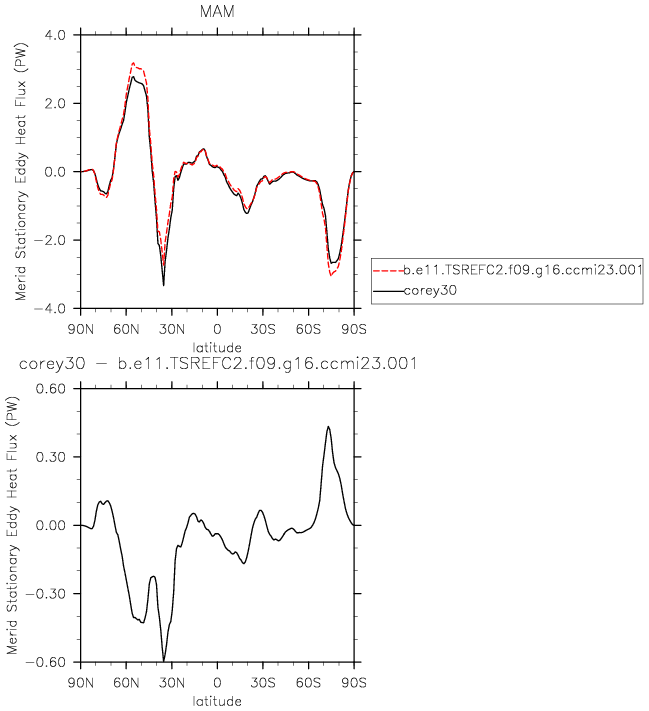 MAM
Merid Stationary Eddy Heat Flux (PW)
4.0
2.0
0.0
−2.0
−4.0
90N 60N 30N 0 30S 60S 90S
latitude
b.e11.TSREFC2.f09.g16.ccmi23.001
corey30
corey30 − b.e11.TSREFC2.f09.g16.ccmi23.001
Merid Stationary Eddy Heat Flux (PW)
0.60
0.30
0.00
−0.30
−0.60
90N 60N 30N 0 30S 60S 90S
latitude